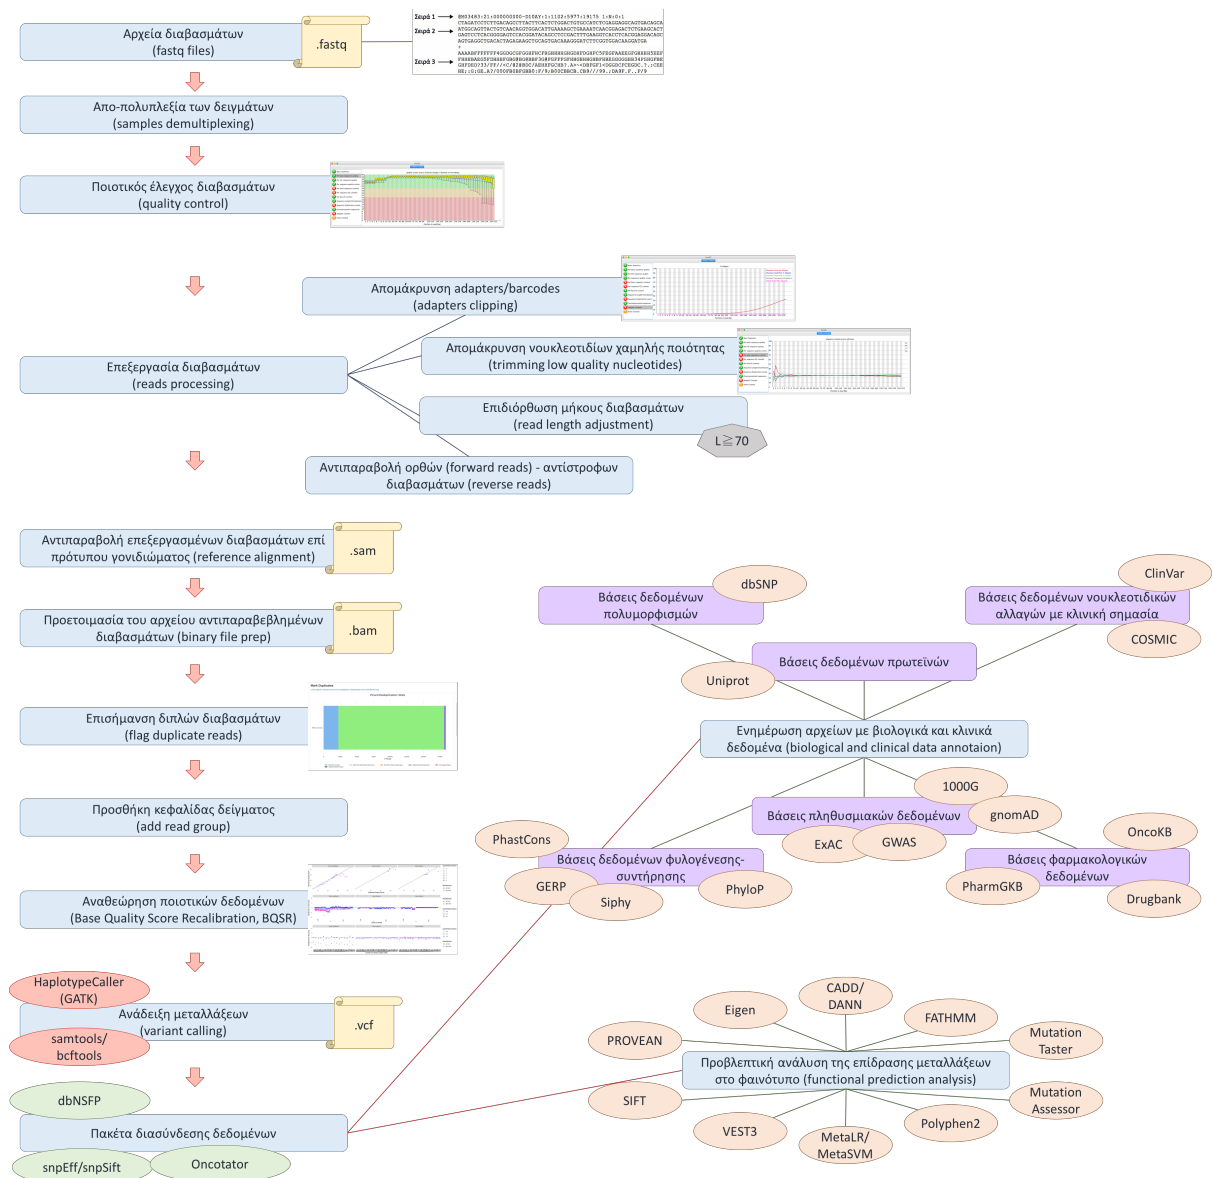 Αρχεία διαβασμάτων
(fastq files)
.fastq
Σειρά 1
Σειρά 2
Σειρά 3
Απο-πολυπλεξία των δειγμάτων
(samples demultiplexing)
Ποιοτικός έλεγχος διαβασμάτων
(quality control)
Απομάκρυνση adapters/barcodes
(adapters clipping)
Απομάκρυνση νουκλεοτιδίων χαμηλής ποιότητας
(trimming low quality nucleotides)
Επεξεργασία διαβασμάτων
(reads processing)
Επιδιόρθωση μήκους διαβασμάτων
(read length adjustment)
L≧70
Αντιπαραβολή ορθών (forward reads) - αντίστροφων
διαβασμάτων (reverse reads)
Αντιπαραβολή επεξεργασμένων διαβασμάτων επί
πρότυπου γονιδιώματος (reference alignment)
.sam
Προετοιμασία του αρχείου αντιπαραβεβλημένων
διαβασμάτων (binary file prep)
.bam
Επισήμανση διπλών διαβασμάτων
(flag duplicate reads)
Προσθήκη κεφαλίδας δείγματος
(add read group)
Αναθεώρηση ποιοτικών δεδομένων
(Base Quality Score Recalibration, BQSR)
HaplotypeCaller
(GATK)
Ανάδειξη μεταλλάξεων
(variant calling)
.vcf
samtools/
bcftools
dbNSFP
Πακέτα διασύνδεσης δεδομένων
snpEff/snpSift
Oncotator
Βάσεις δεδομένων
πολυμορφισμών
dbSNP
ClinVar
Βάσεις δεδομένων νουκλεοτιδικών
αλλαγών με κλινική σημασία
COSMIC
Βάσεις δεδομένων πρωτεϊνών
Uniprot
Ενημέρωση αρχείων με βιολογικά και κλινικά
δεδομένα (biological and clinical data annotaion)
1000G
Βάσεις πληθυσμιακών δεδομένων
gnomAD
ExAC
GWAS
PhastCons
Βάσεις δεδομένων φυλογένεσης-
συντήρησης
GERP
Siphy
PhyloP
OncoKB
Βάσεις φαρμακολογικών
δεδομένων
PharmGKB
Drugbank
CADD/
DANN
Eigen
FATHMM
PROVEAN
Mutation
Taster
Προβλεπτική ανάλυση της επίδρασης μεταλλάξεων
στο φαινότυπο (functional prediction analysis)
SIFT
Mutation
Assessor
VEST3
MetaLR/
MetaSVM
Polyphen2